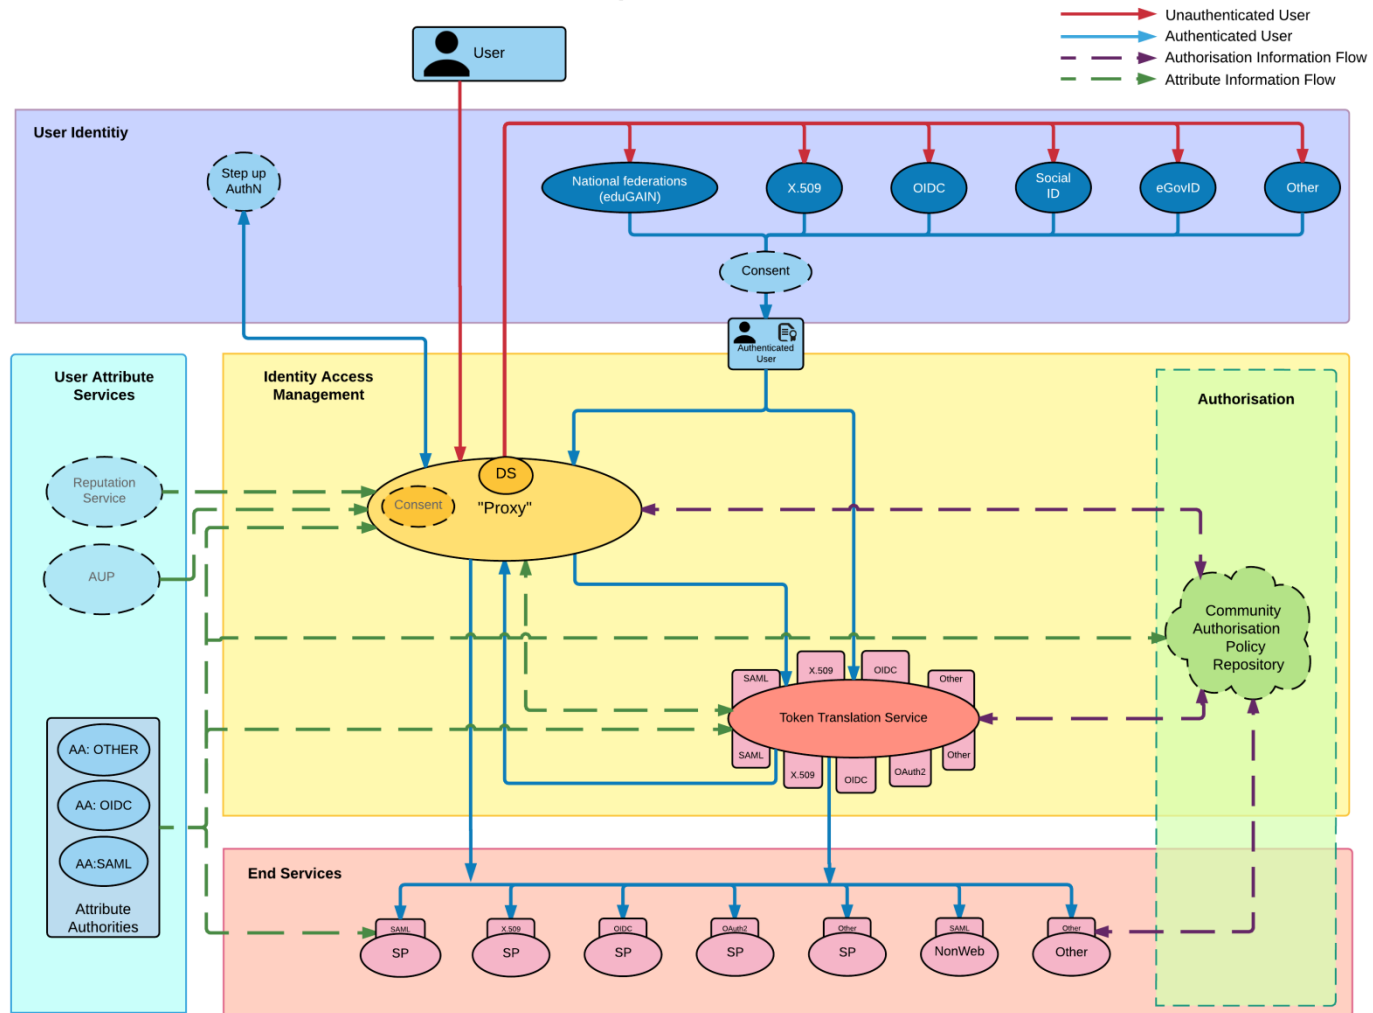 Unauthenticated User
Authenticated User
Authorisation Information Flow
Attribute Information Flow
User
User Identitiy
Step up
AuthN
National federations
(eduGAIN)
X.509
OIDC
Social
ID
eGovID
Other
Consent
Authenticated
User
User Attribute
Services
Identity Access
Management
Authorisation
Reputation
Service
DS
Consent
"Proxy"
AUP
Community
Authorisation
Policy
Repository
SAML
X.509
OIDC
Other
Token Translation Service
SAML
X.509
OIDC
OAuth2
Other
AA: OTHER
AA: OIDC
AA:SAML
Attribute
Authorities
End Services
SAML
SP
X.509
SP
OIDC
SP
OAuth2
SP
Other
SP
SAML
NonWeb
Other
Other